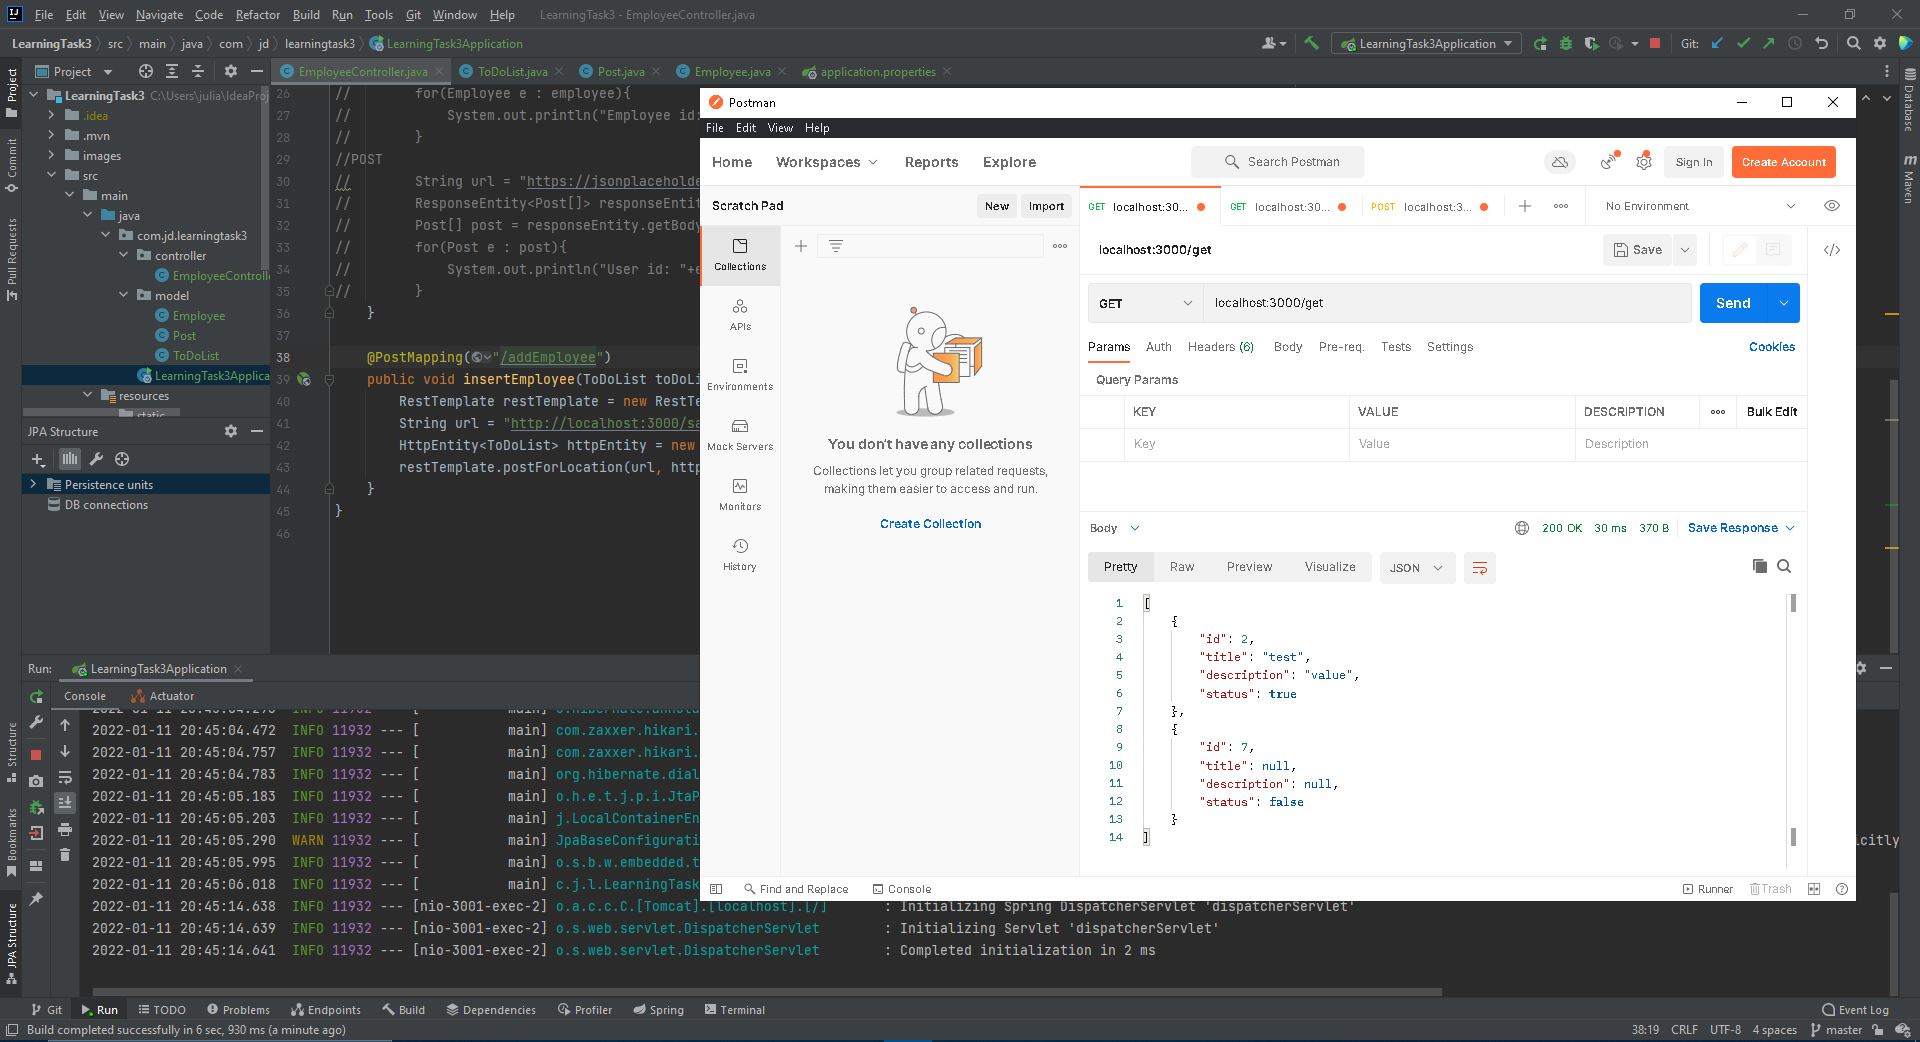 File Edit View Navigate Code Refactor Build Run Tools Git Window Help LearningTask3 - EmployeeController.java
LearningTask3 src main java com jd learningtask3 LearningTask3Application
LearningTask3Application Git:
Project
EmployeeController.java ToDoList.java Post.java Employee.java application.properties
LearningTask3 C:\Users\julia\IdeaProj
.idea
.mvn
images
src
main
java
com.jd.learningtask3
controller
EmployeeControll
model
Employee
Post
ToDoList
LearningTask3Applica
resources
static
JPA Structure
Persistence units
DB connections
Project
Commit
Pull Requests
Structure
Bookmarks
JPA Structure
Database
Maven
26 // for(Employee e : employee){
27 // System.out.println("Employee id:
28 // }
29 //POST
30 // String url = "https://jsonplaceholde
31 // ResponseEntity<Post[]> responseEntit
32 // Post[] post = responseEntity.getBody
33 // for(Post e : post){
34 // System.out.println("User id: "+e
35 // }
36 }
37
38 @PostMapping("/addEmployee")
39 public void insertEmployee(ToDoList toDoLi
40 RestTemplate restTemplate = new RestTe
41 String url = "http://localhost:3000/sa
42 HttpEntity<ToDoList> httpEntity = new
43 restTemplate.postForLocation(url, http
44 }
45 }
46
Postman
File Edit View Help
Home Workspaces Reports Explore
Search Postman
Sign In Create Account
Scratch Pad New Import
GET localhost:30... GET localhost:30... POST localhost:3...
No Environment
Collections
APIs
Environments
Mock Servers
Monitors
History
You don't have any collections
Collections let you group related requests,
making them easier to access and run.
Create Collection
localhost:3000/get
Save
GET localhost:3000/get
Send
Params Auth Headers (6) Body Pre-req. Tests Settings Cookies
Query Params
KEY VALUE DESCRIPTION Bulk Edit
Key Value Description
Body 200 OK 30 ms 370 B Save Response
Pretty Raw Preview Visualize JSON
1 [
2 {
3 "id": 2,
4 "title": "test",
5 "description": "value",
6 "status": true
7 },
8 {
9 "id": 7,
10 "title": null,
11 "description": null,
12 "status": false
13 }
14 ]
Find and Replace Console Runner Trash
Run: LearningTask3Application
Console Actuator
2022-01-11 20:45:04.472 INFO 11932 --- [ main] com.zaxxer.hikari.
2022-01-11 20:45:04.757 INFO 11932 --- [ main] com.zaxxer.hikari.
2022-01-11 20:45:04.783 INFO 11932 --- [ main] org.hibernate.dial
2022-01-11 20:45:05.183 INFO 11932 --- [ main] o.h.e.t.j.p.i.JtaP
2022-01-11 20:45:05.203 INFO 11932 --- [ main] j.LocalContainerEn
2022-01-11 20:45:05.290 WARN 11932 --- [ main] JpaBaseConfigurati icitly
2022-01-11 20:45:05.995 INFO 11932 --- [ main] o.s.b.w.embedded.t
2022-01-11 20:45:06.018 INFO 11932 --- [ main] c.j.l.LearningTask
2022-01-11 20:45:14.638 INFO 11932 --- [nio-3001-exec-2] o.a.c.c.C.[Tomcat].[localhost].[/] : Initializing Spring DispatcherServlet 'dispatcherServlet'
2022-01-11 20:45:14.639 INFO 11932 --- [nio-3001-exec-2] o.s.web.servlet.DispatcherServlet : Initializing Servlet 'dispatcherServlet'
2022-01-11 20:45:14.641 INFO 11932 --- [nio-3001-exec-2] o.s.web.servlet.DispatcherServlet : Completed initialization in 2 ms
Git Run TODO Problems Endpoints Build Dependencies Profiler Spring Terminal Event Log
Build completed successfully in 6 sec, 930 ms (a minute ago) 38:19 CRLF UTF-8 4 spaces master